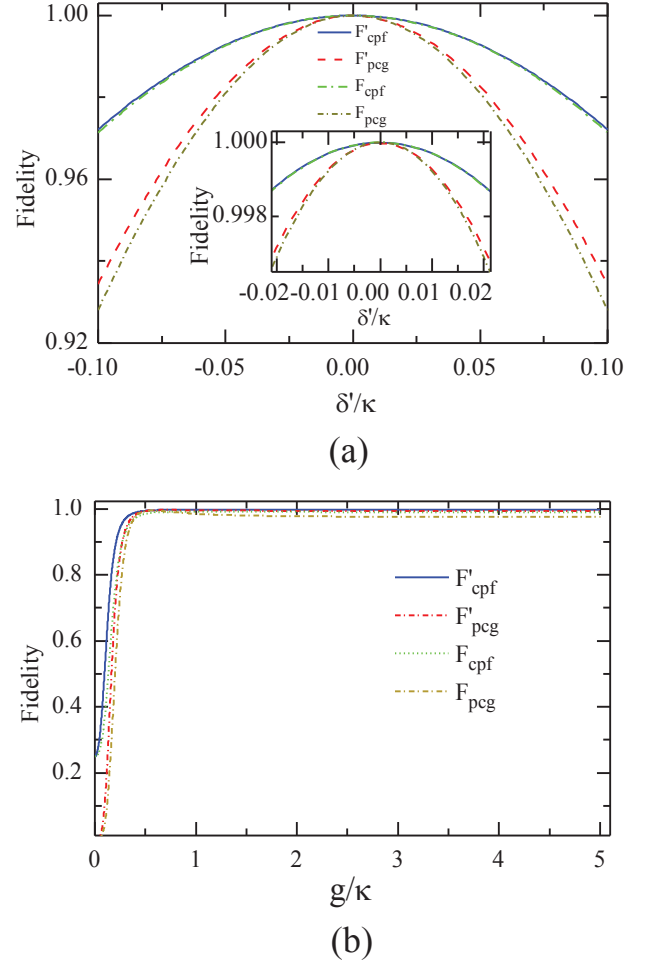 1.00
0.96
0.92
Fidelity
F'cpf
F'pcg
Fcpf
Fpcg
1.000
0.998
Fidelity
-0.02 -0.01 0.00 0.01 0.02
δ'/κ
-0.10 -0.05 0.00 0.05 0.10
δ'/κ
(a)
1.0
0.8
0.6
0.4
0.2
Fidelity
F'cpf
F'pcg
Fcpf
Fpcg
0 1 2 3 4 5
g/κ
(b)